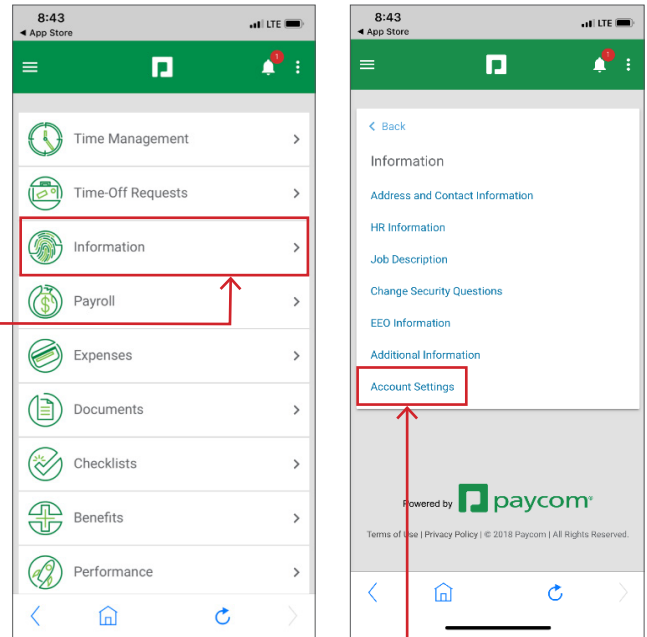 8:43
LTE
App Store
1
Time Management
Time-Off Requests
Information
Payroll
Expenses
Documents
Checklists
Benefits
Performance
8:43
LTE
App Store
1
Back
Information
Address and Contact Information
HR Information
Job Description
Change Security Questions
EEO Information
Additional Information
Account Settings
Powered by paycom®
Terms of Use | Privacy Policy | © 2018 Paycom | All Rights Reserved.